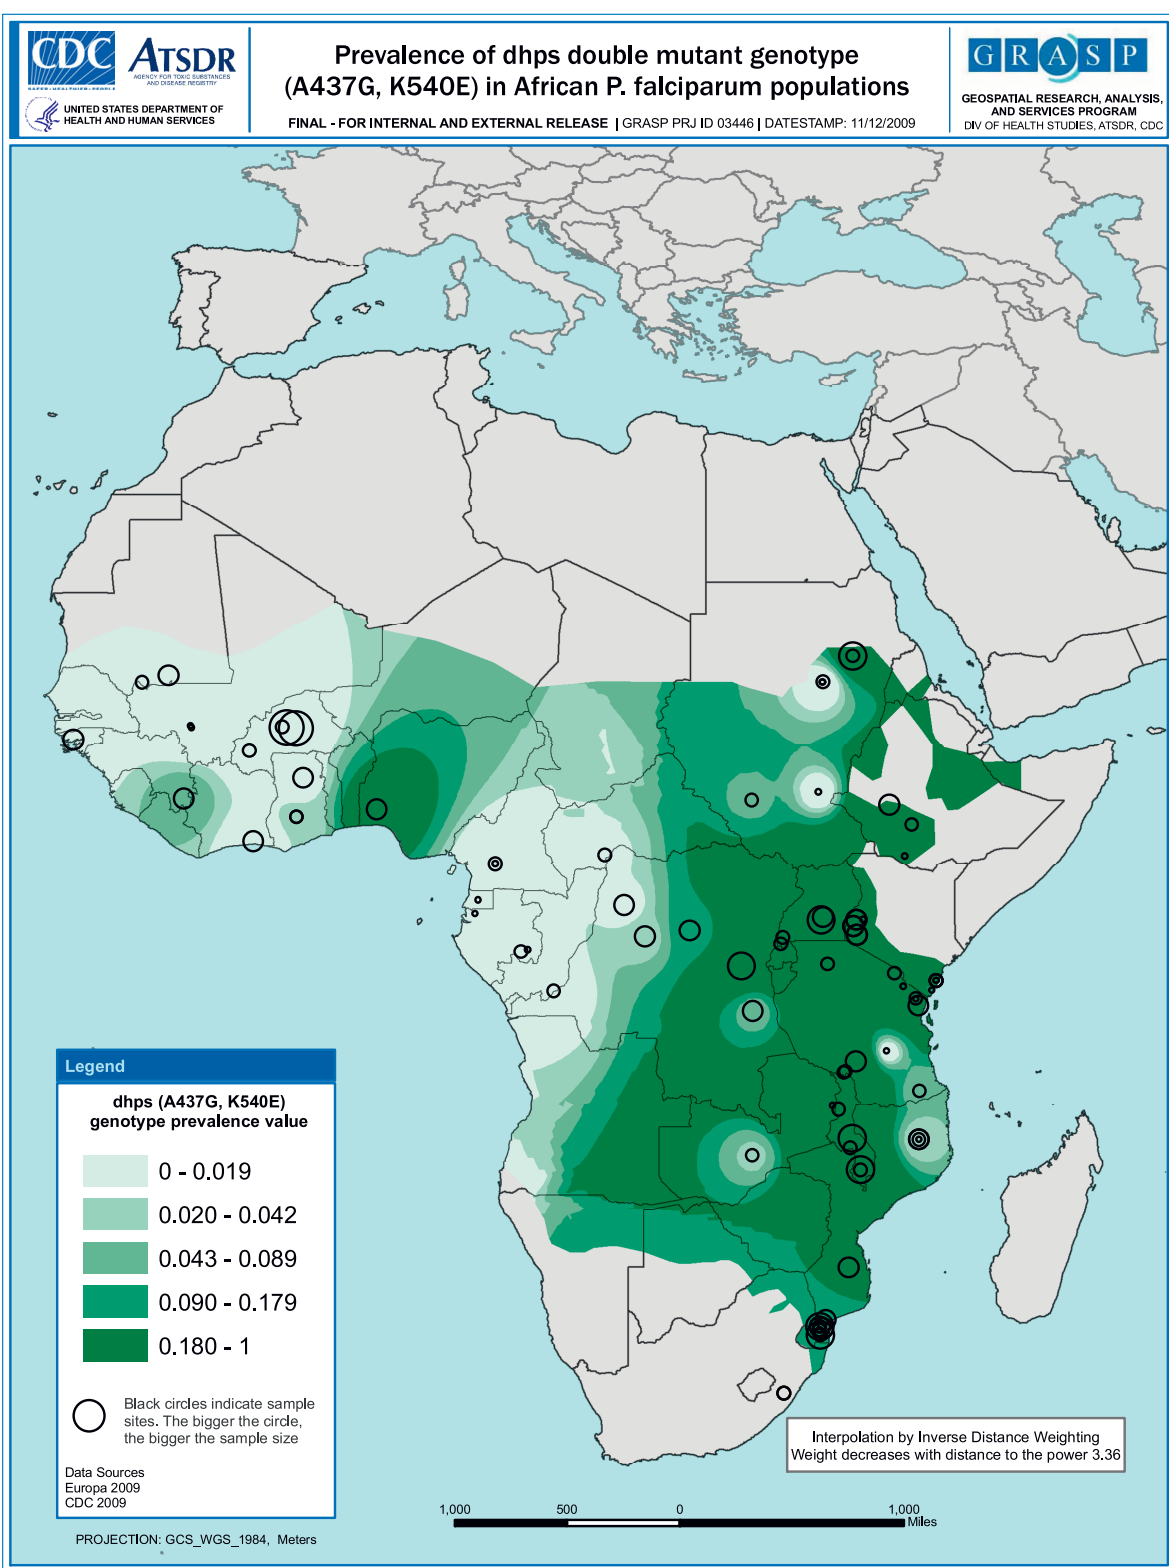 CDC
SAFER • HEALTHIER • PEOPLE
ATSDR
AGENCY FOR TOXIC SUBSTANCES
AND DISEASE REGISTRY
UNITED STATES DEPARTMENT OF
HEALTH AND HUMAN SERVICES
Prevalence of dhps double mutant genotype
(A437G, K540E) in African P. falciparum populations
FINAL - FOR INTERNAL AND EXTERNAL RELEASE | GRASP PRJ ID 03446 | DATESTAMP: 11/12/2009
GRASP
GEOSPATIAL RESEARCH, ANALYSIS,
AND SERVICES PROGRAM
DIV OF HEALTH STUDIES, ATSDR, CDC
Legend
dhps (A437G, K540E)
genotype prevalence value
0 - 0.019
0.020 - 0.042
0.043 - 0.089
0.090 - 0.179
0.180 - 1
Black circles indicate sample
sites. The bigger the circle,
the bigger the sample size
Data Sources
Europa 2009
CDC 2009
Interpolation by Inverse Distance Weighting
Weight decreases with distance to the power 3.36
1,000 500 0 1,000
Miles
PROJECTION: GCS_WGS_1984, Meters